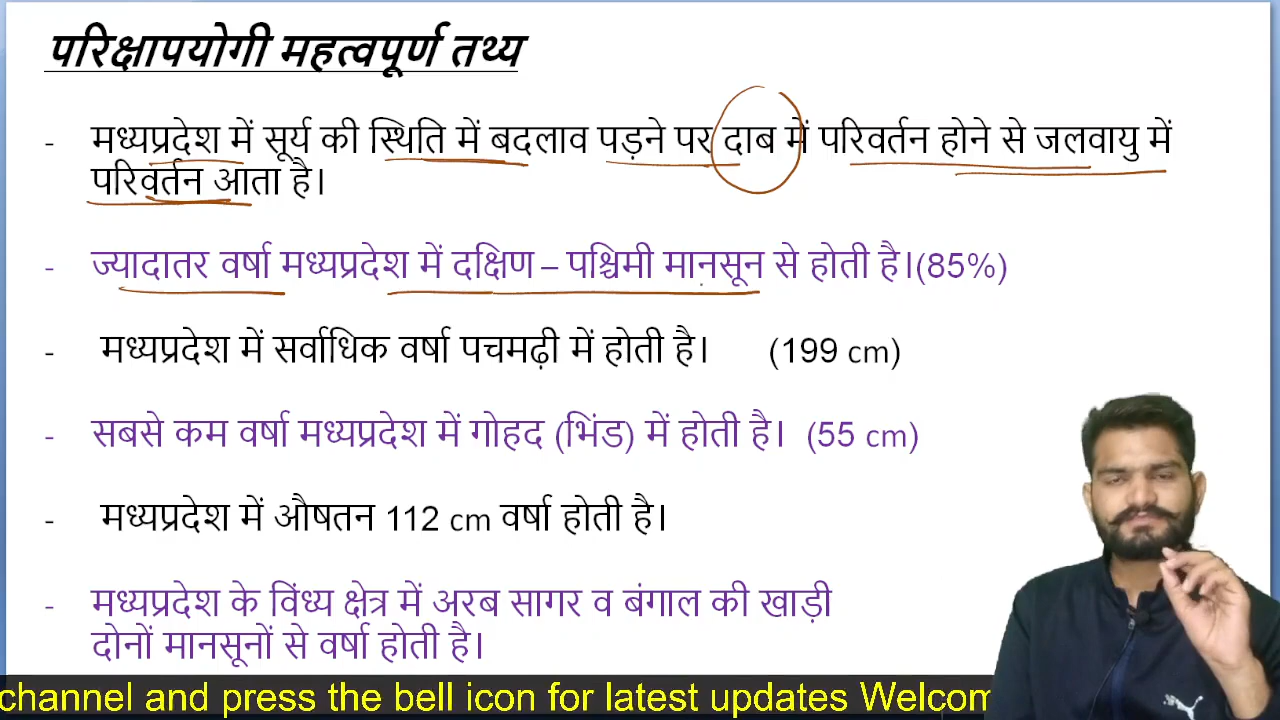 परिक्षापयोगी महत्वपूर्ण तथ्य
- मध्यप्रदेश में सूर्य की स्थिति में बदलाव पड़ने पर दाब में परिवर्तन होने से जलवायु में
परिवर्तन आता है।
- ज्यादातर वर्षा मध्यप्रदेश में दक्षिण – पश्चिमी मानसून से होती है।(85%)
- मध्यप्रदेश में सर्वाधिक वर्षा पचमढ़ी में होती है। (199 cm)
- सबसे कम वर्षा मध्यप्रदेश में गोहद (भिंड) में होती है। (55 cm)
- मध्यप्रदेश में औषतन 112 cm वर्षा होती है।
- मध्यप्रदेश के विंध्य क्षेत्र में अरब सागर व बंगाल की खाड़ी
दोनों मानसूनों से वर्षा होती है।
channel and press the bell icon for latest updates Welcom